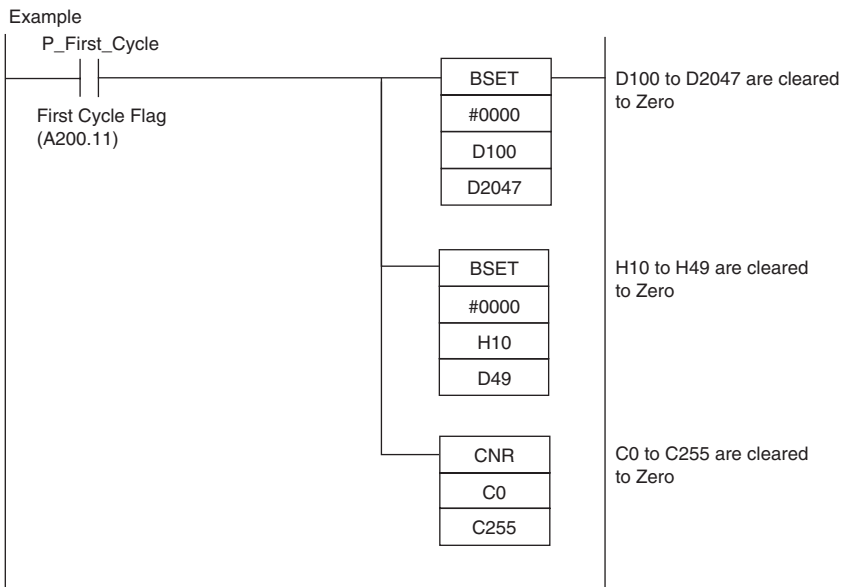 Example
P_First_Cycle
First Cycle Flag
(A200.11)
BSET
#0000
D100
D2047
D100 to D2047 are cleared
to Zero
BSET
#0000
H10
D49
H10 to H49 are cleared
to Zero
CNR
C0
C255
C0 to C255 are cleared
to Zero